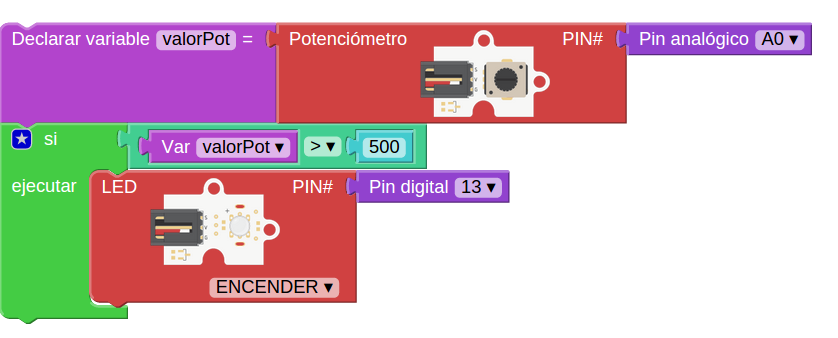 Declarar variable valorPot = Potenciómetro PIN# Pin analógico A0 ▾
si Var valorPot ▾ > ▾ 500
ejecutar LED PIN# Pin digital 13 ▾
ENCENDER ▾